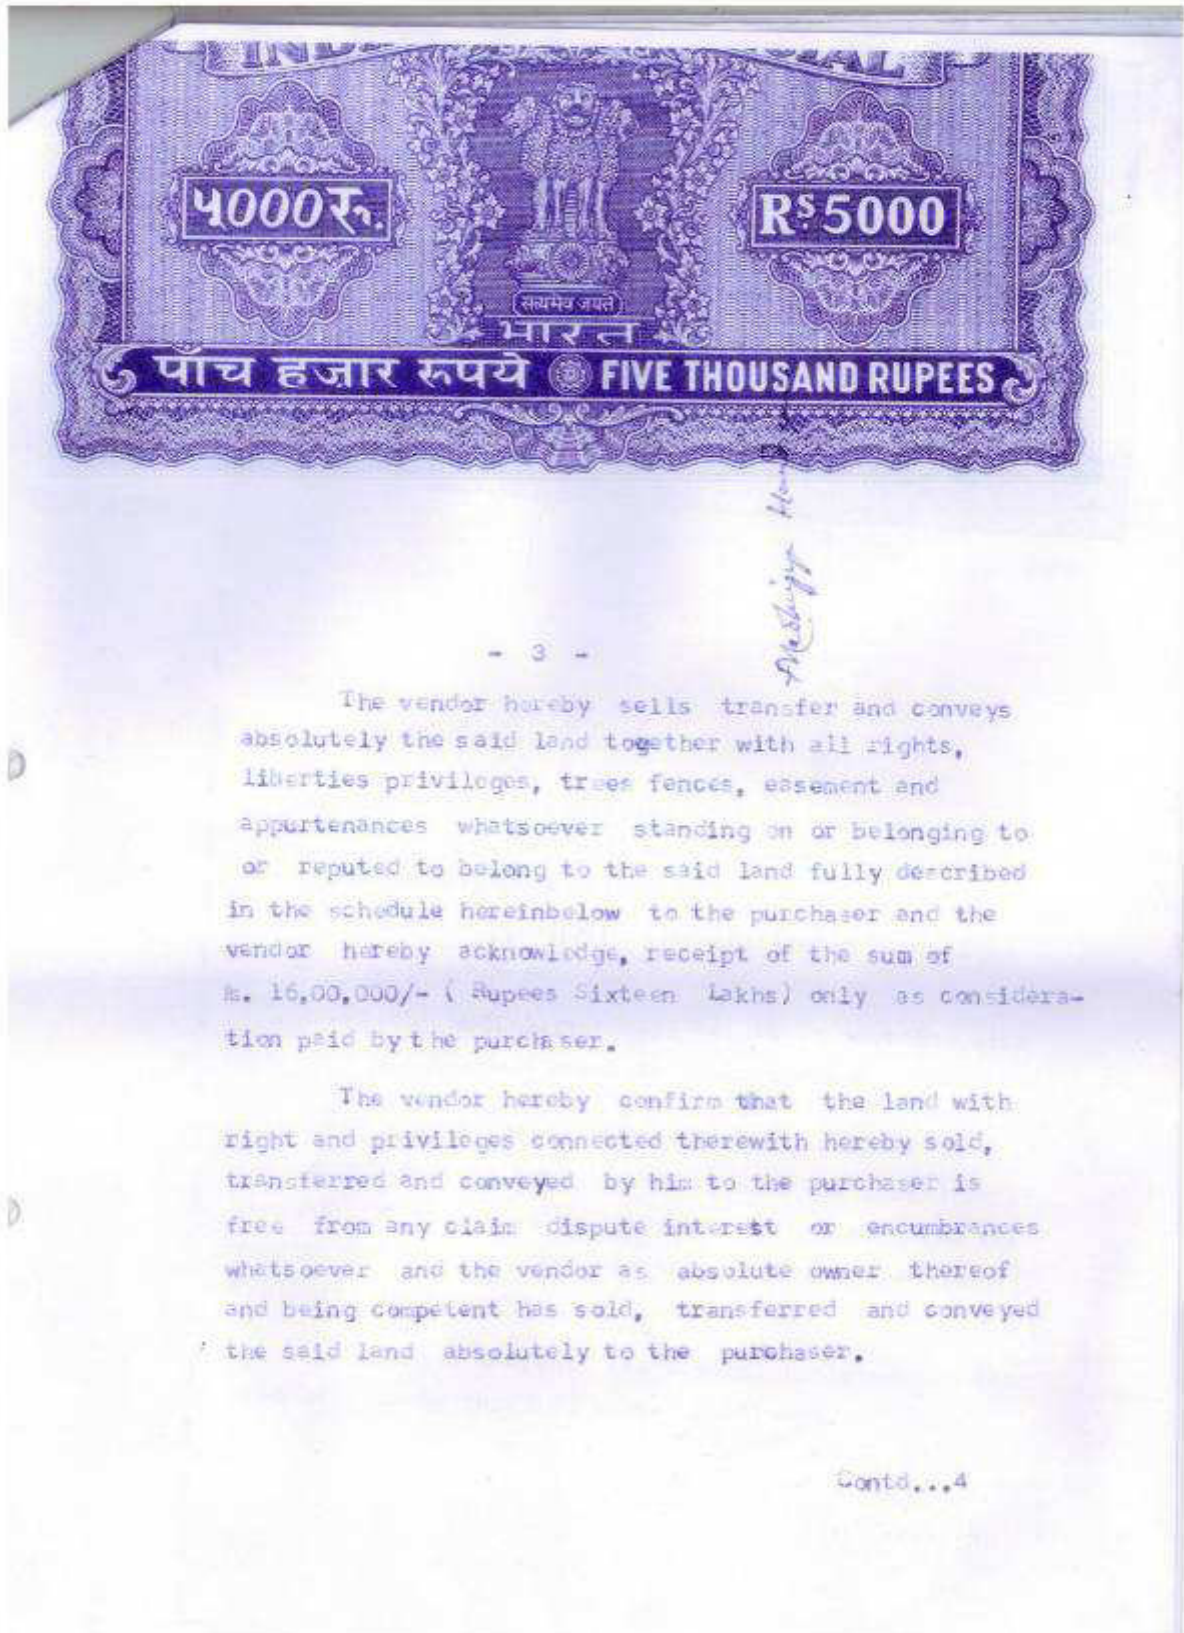 ५000रु.
RS. 5000
सत्यमेव जयते
भारत
पाँच हजार रूपये FIVE THOUSAND RUPEES
- 3 -
The vendor hereby sells transfer and conveys
absolutely the said land together with all rights,
liberties privileges, trees fences, easement and
appurtenances whatsoever standing on or belonging to
or reputed to belong to the said land fully described
in the schedule hereinbelow to the purchaser and the
vendor hereby acknowledge, receipt of the sum of
Rs. 16,00,000/- ( Rupees Sixteen Lakhs) only as considera-
tion paid by the purchaser.
The vendor hereby confirm that the land with
right and privileges connected therewith hereby sold,
transferred and conveyed by him to the purchaser is
free from any claim dispute interest or encumbrances
whatsoever and the vendor as absolute owner thereof
and being competent has sold, transferred and conveyed
the said land absolutely to the purchaser.
Contd...4